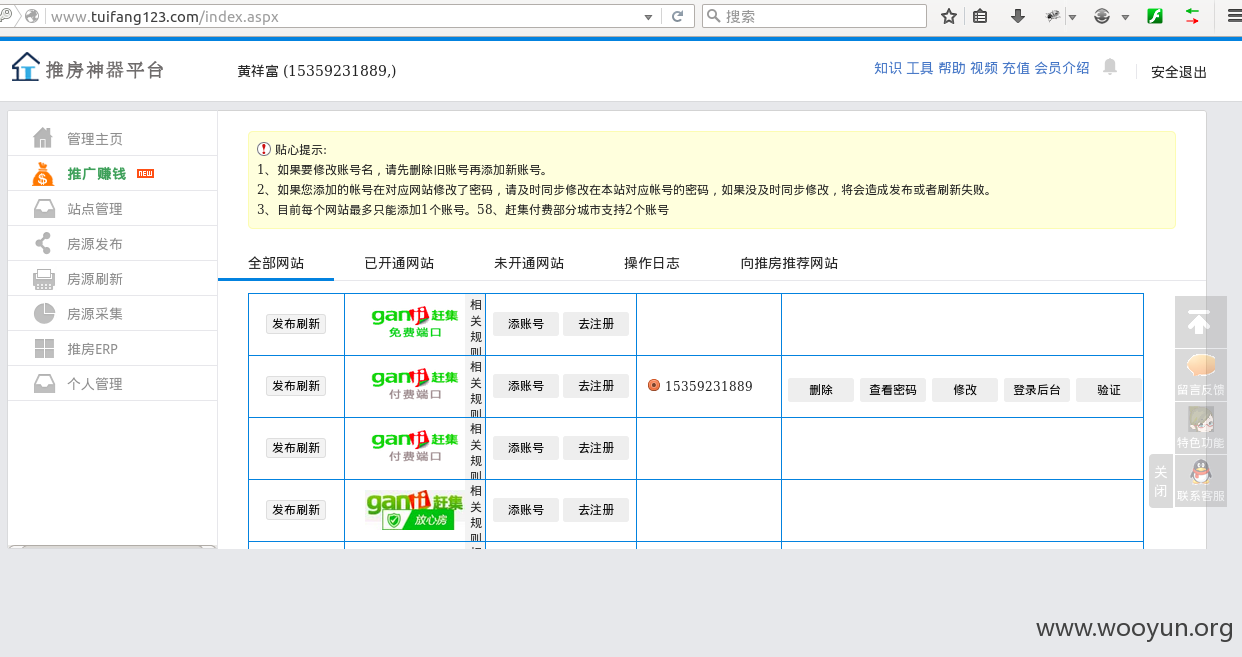 www.tuifang123.com/index.aspx
搜索
推房神器平台
黄祥富 (15359231889,)
知识 工具 帮助 视频 充值 会员介绍
安全退出
管理主页
推广赚钱 NEW
站点管理
房源发布
房源刷新
房源采集
推房ERP
个人管理
贴心提示:
1、如果要修改账号名，请先删除旧账号再添加新账号。
2、如果您添加的帐号在对应网站修改了密码，请及时同步修改在本站对应帐号的密码，如果没及时同步修改，将会造成发布或者刷新失败。
3、目前每个网站最多只能添加1个账号。58、赶集付费部分城市支持2个账号
全部网站 已开通网站 未开通网站 操作日志 向推房推荐网站
发布刷新 ganji 赶集 免费端口 相关规则 添账号 去注册
发布刷新 ganji 赶集 付费端口 相关规则 添账号 去注册 15359231889 删除 查看密码 修改 登录后台 验证
发布刷新 ganji 赶集 付费端口 相关规则 添账号 去注册
发布刷新 ganji 赶集 放心房 相关规则 添账号 去注册
留言反馈
特色功能
联系客服
关闭
www.wooyun.org